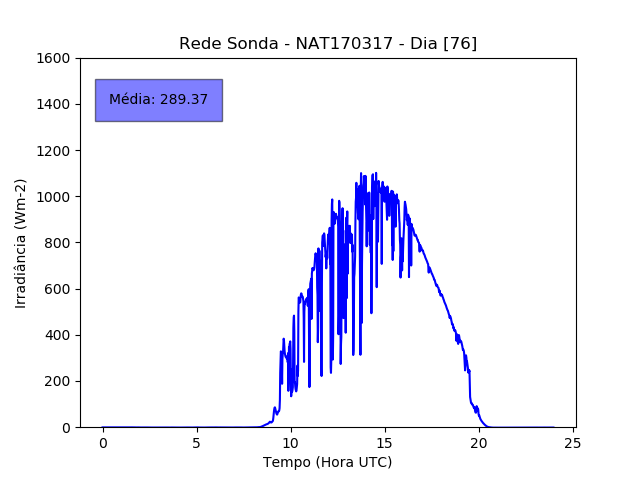 Rede Sonda - NAT170317 - Dia [76]
1600
1400
1200
1000
800
600
400
200
0
Média: 289.37
Irradiância (Wm-2)
0 5 10 15 20 25
Tempo (Hora UTC)